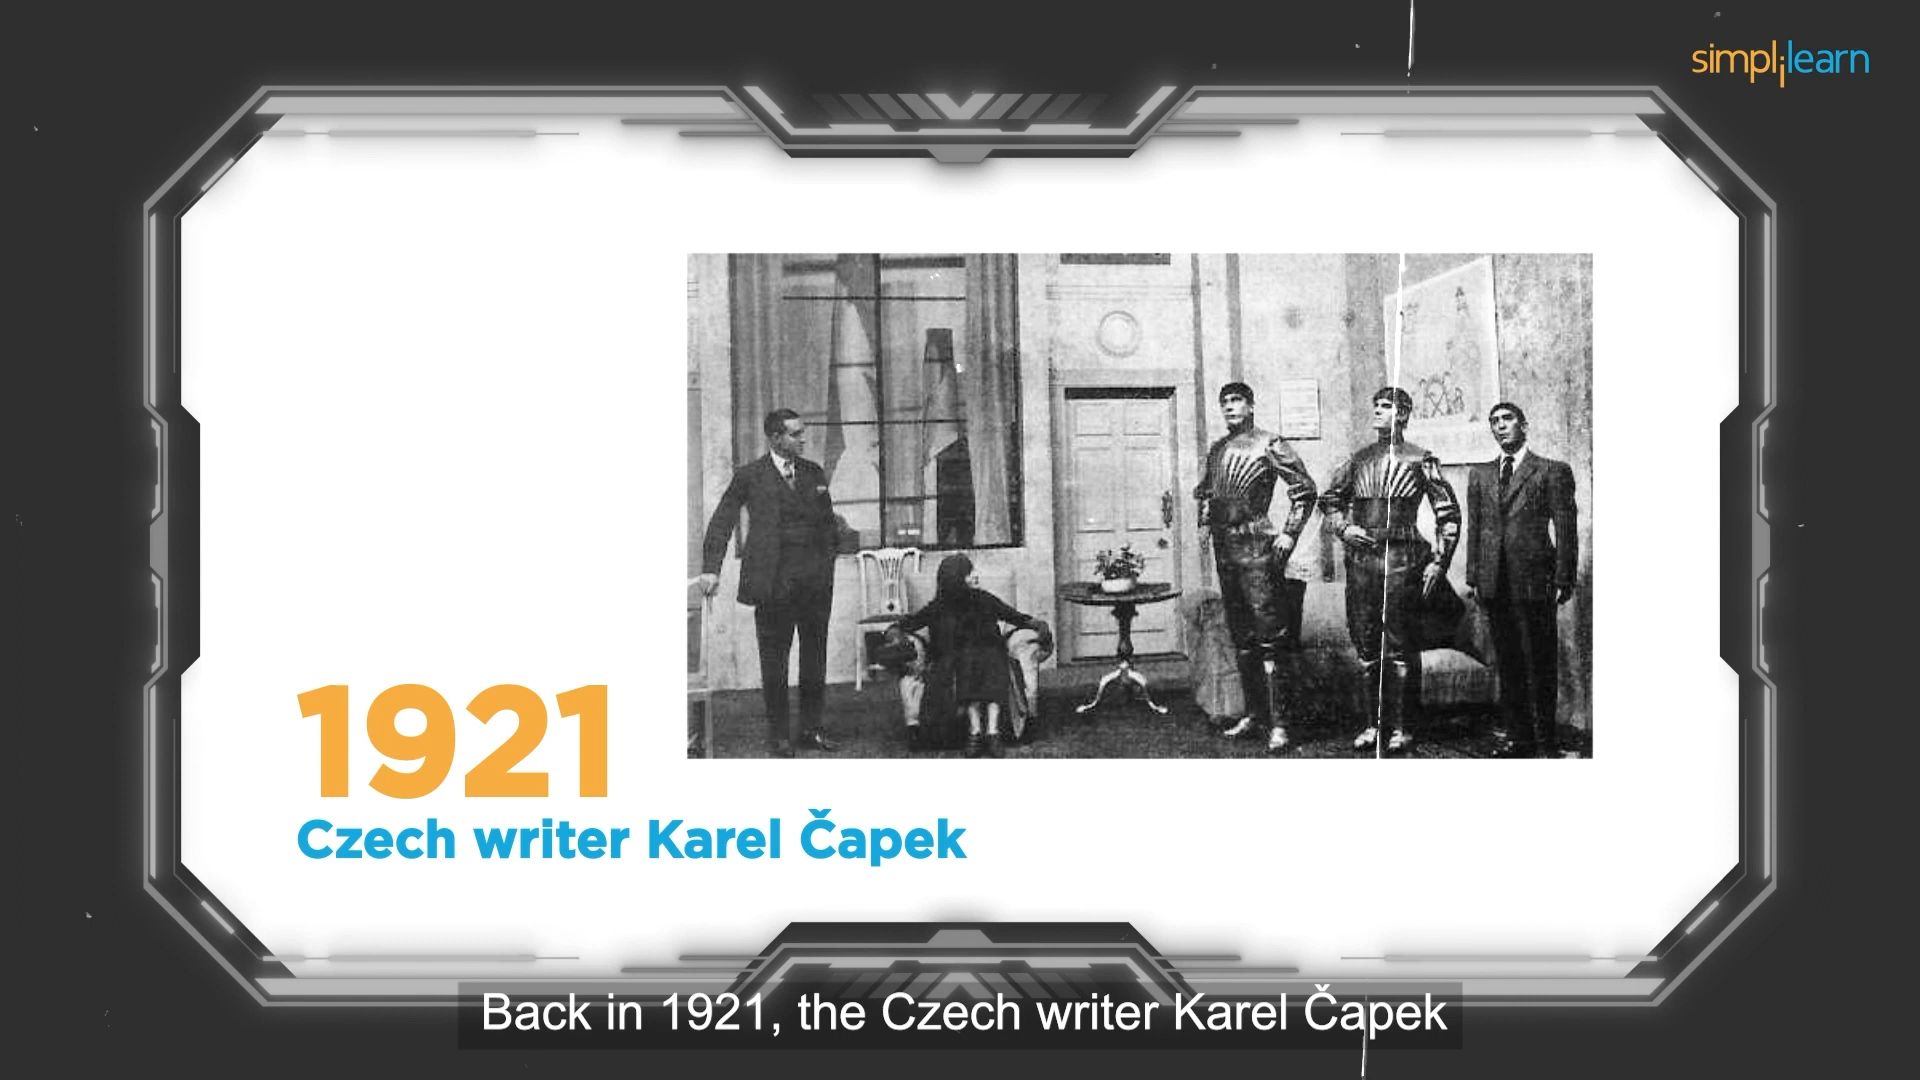 simplilearn
1921
Czech writer Karel Čapek
Back in 1921, the Czech writer Karel Čapek